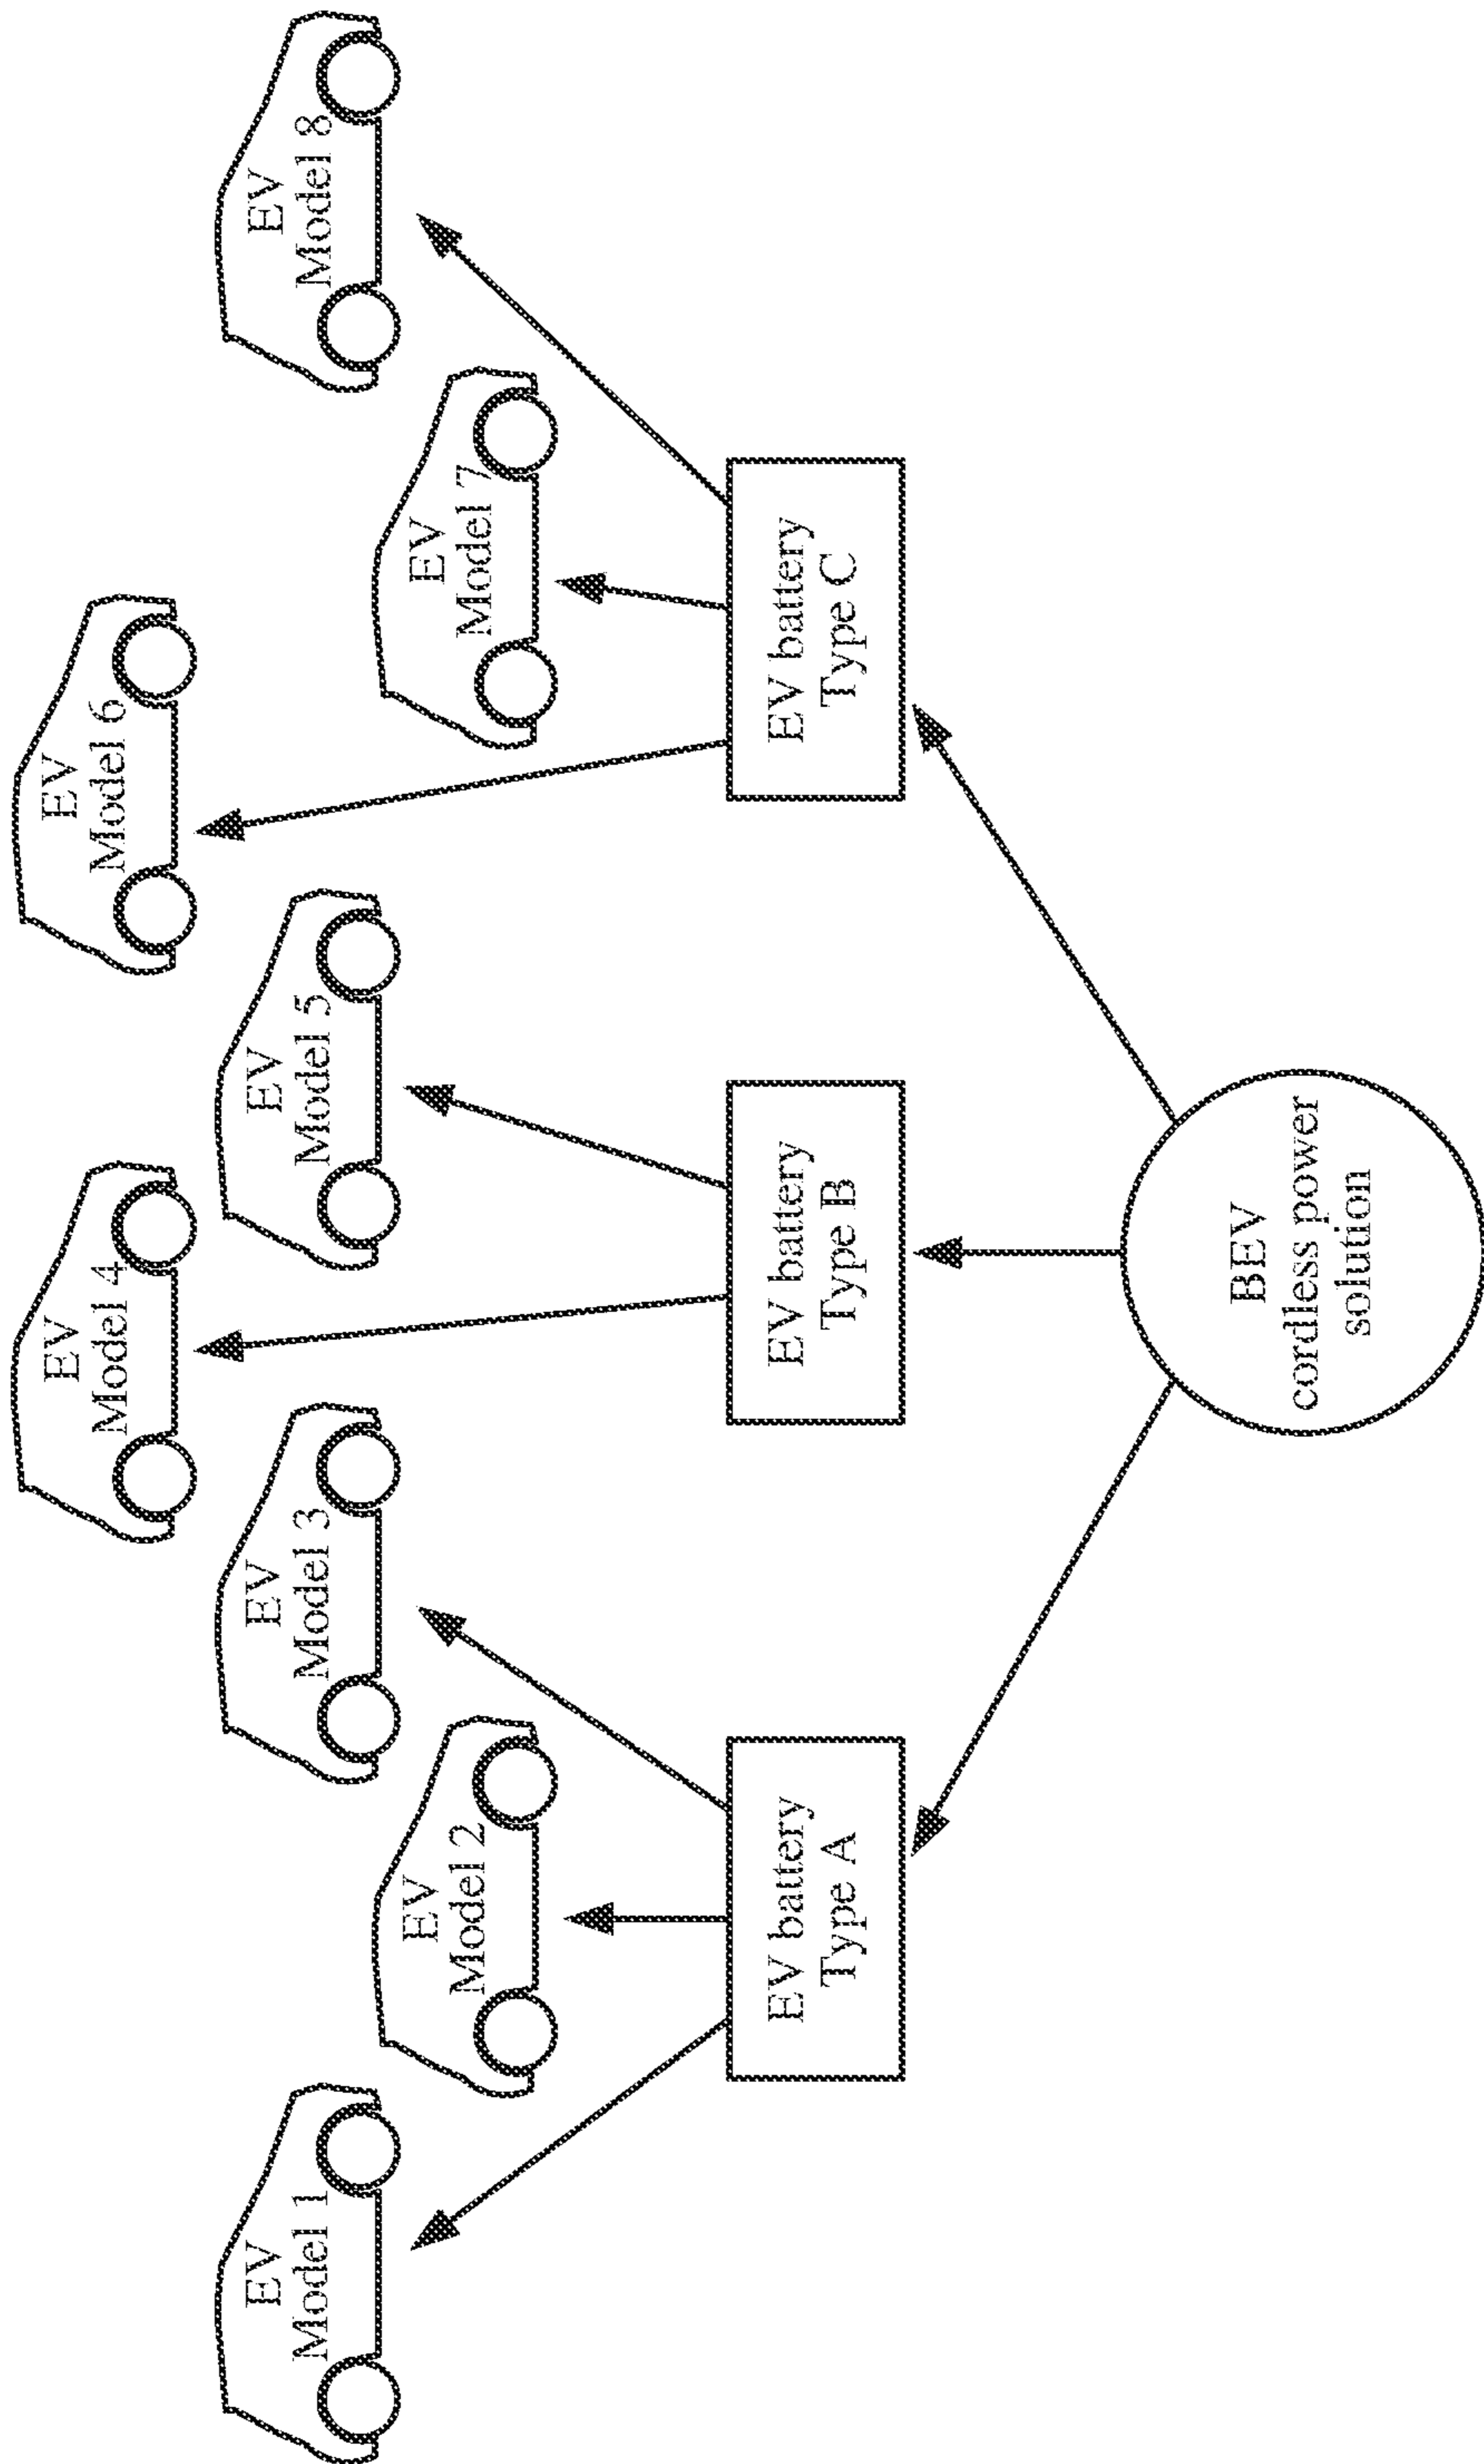 EV
Model 1
EV
Model 2
EV
Model 3
EV
Model 4
EV
Model 5
EV
Model 6
EV
Model 7
EV
Model 8
EV battery
Type A
EV battery
Type B
EV battery
Type C
BEV
cordless power
solution